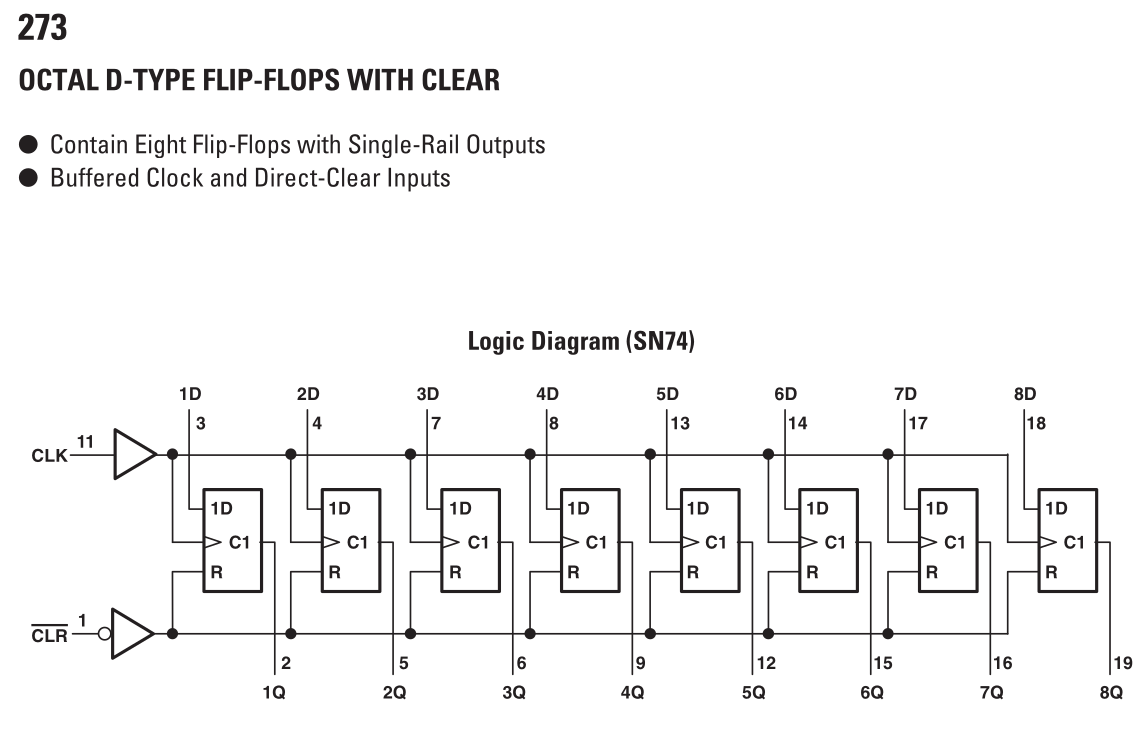 273
OCTAL D-TYPE FLIP-FLOPS WITH CLEAR
● Contain Eight Flip-Flops with Single-Rail Outputs
● Buffered Clock and Direct-Clear Inputs
Logic Diagram (SN74)
1D 2D 3D 4D 5D 6D 7D 8D
3 4 7 8 13 14 17 18
CLK 11
1D 1D 1D 1D 1D 1D 1D 1D
C1 C1 C1 C1 C1 C1 C1 C1
R R R R R R R R
C̅L̅R̅ 1
2 5 6 9 12 15 16 19
1Q 2Q 3Q 4Q 5Q 6Q 7Q 8Q